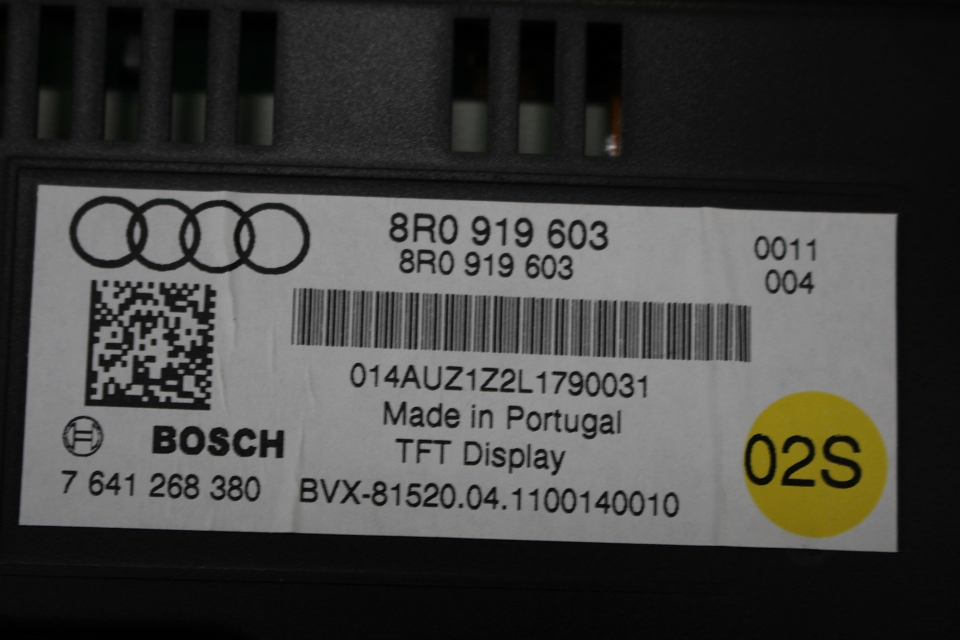 8R0 919 603
8R0 919 603
0011
004
014AUZ1Z2L1790031
Made in Portugal
TFT Display
BOSCH
7 641 268 380
BVX-81520.04.1100140010
02S